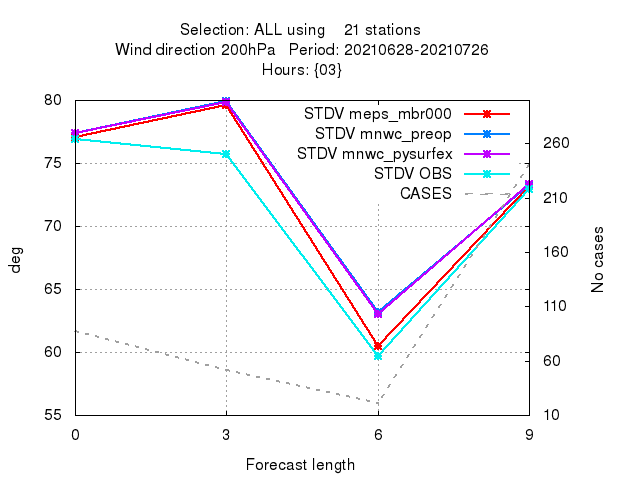 Selection: ALL using    21 stations
Wind direction 200hPa   Period: 20210628-20210726
Hours: {03}
STDV meps_mbr000
STDV mnwc_preop
STDV mnwc_pysurfex
STDV OBS
CASES
80
75
70
65
60
55
deg
260
210
160
110
60
10
No cases
0 3 6 9
Forecast length